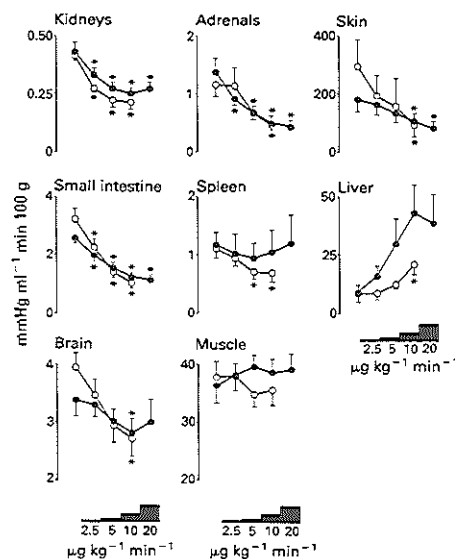 Kidneys Adrenals Skin
0.50 2 400
0.25 1 200
0 0 0
Small intestine Spleen Liver
4 2 50
2 1 25
0 0 0
2.5 5 10 20
µg kg⁻¹ min⁻¹
Brain Muscle
4 40
3 20
2 0
2.5 5 10 20 2.5 5 10 20
µg kg⁻¹ min⁻¹ µg kg⁻¹ min⁻¹
mmHg ml⁻¹ min 100 g